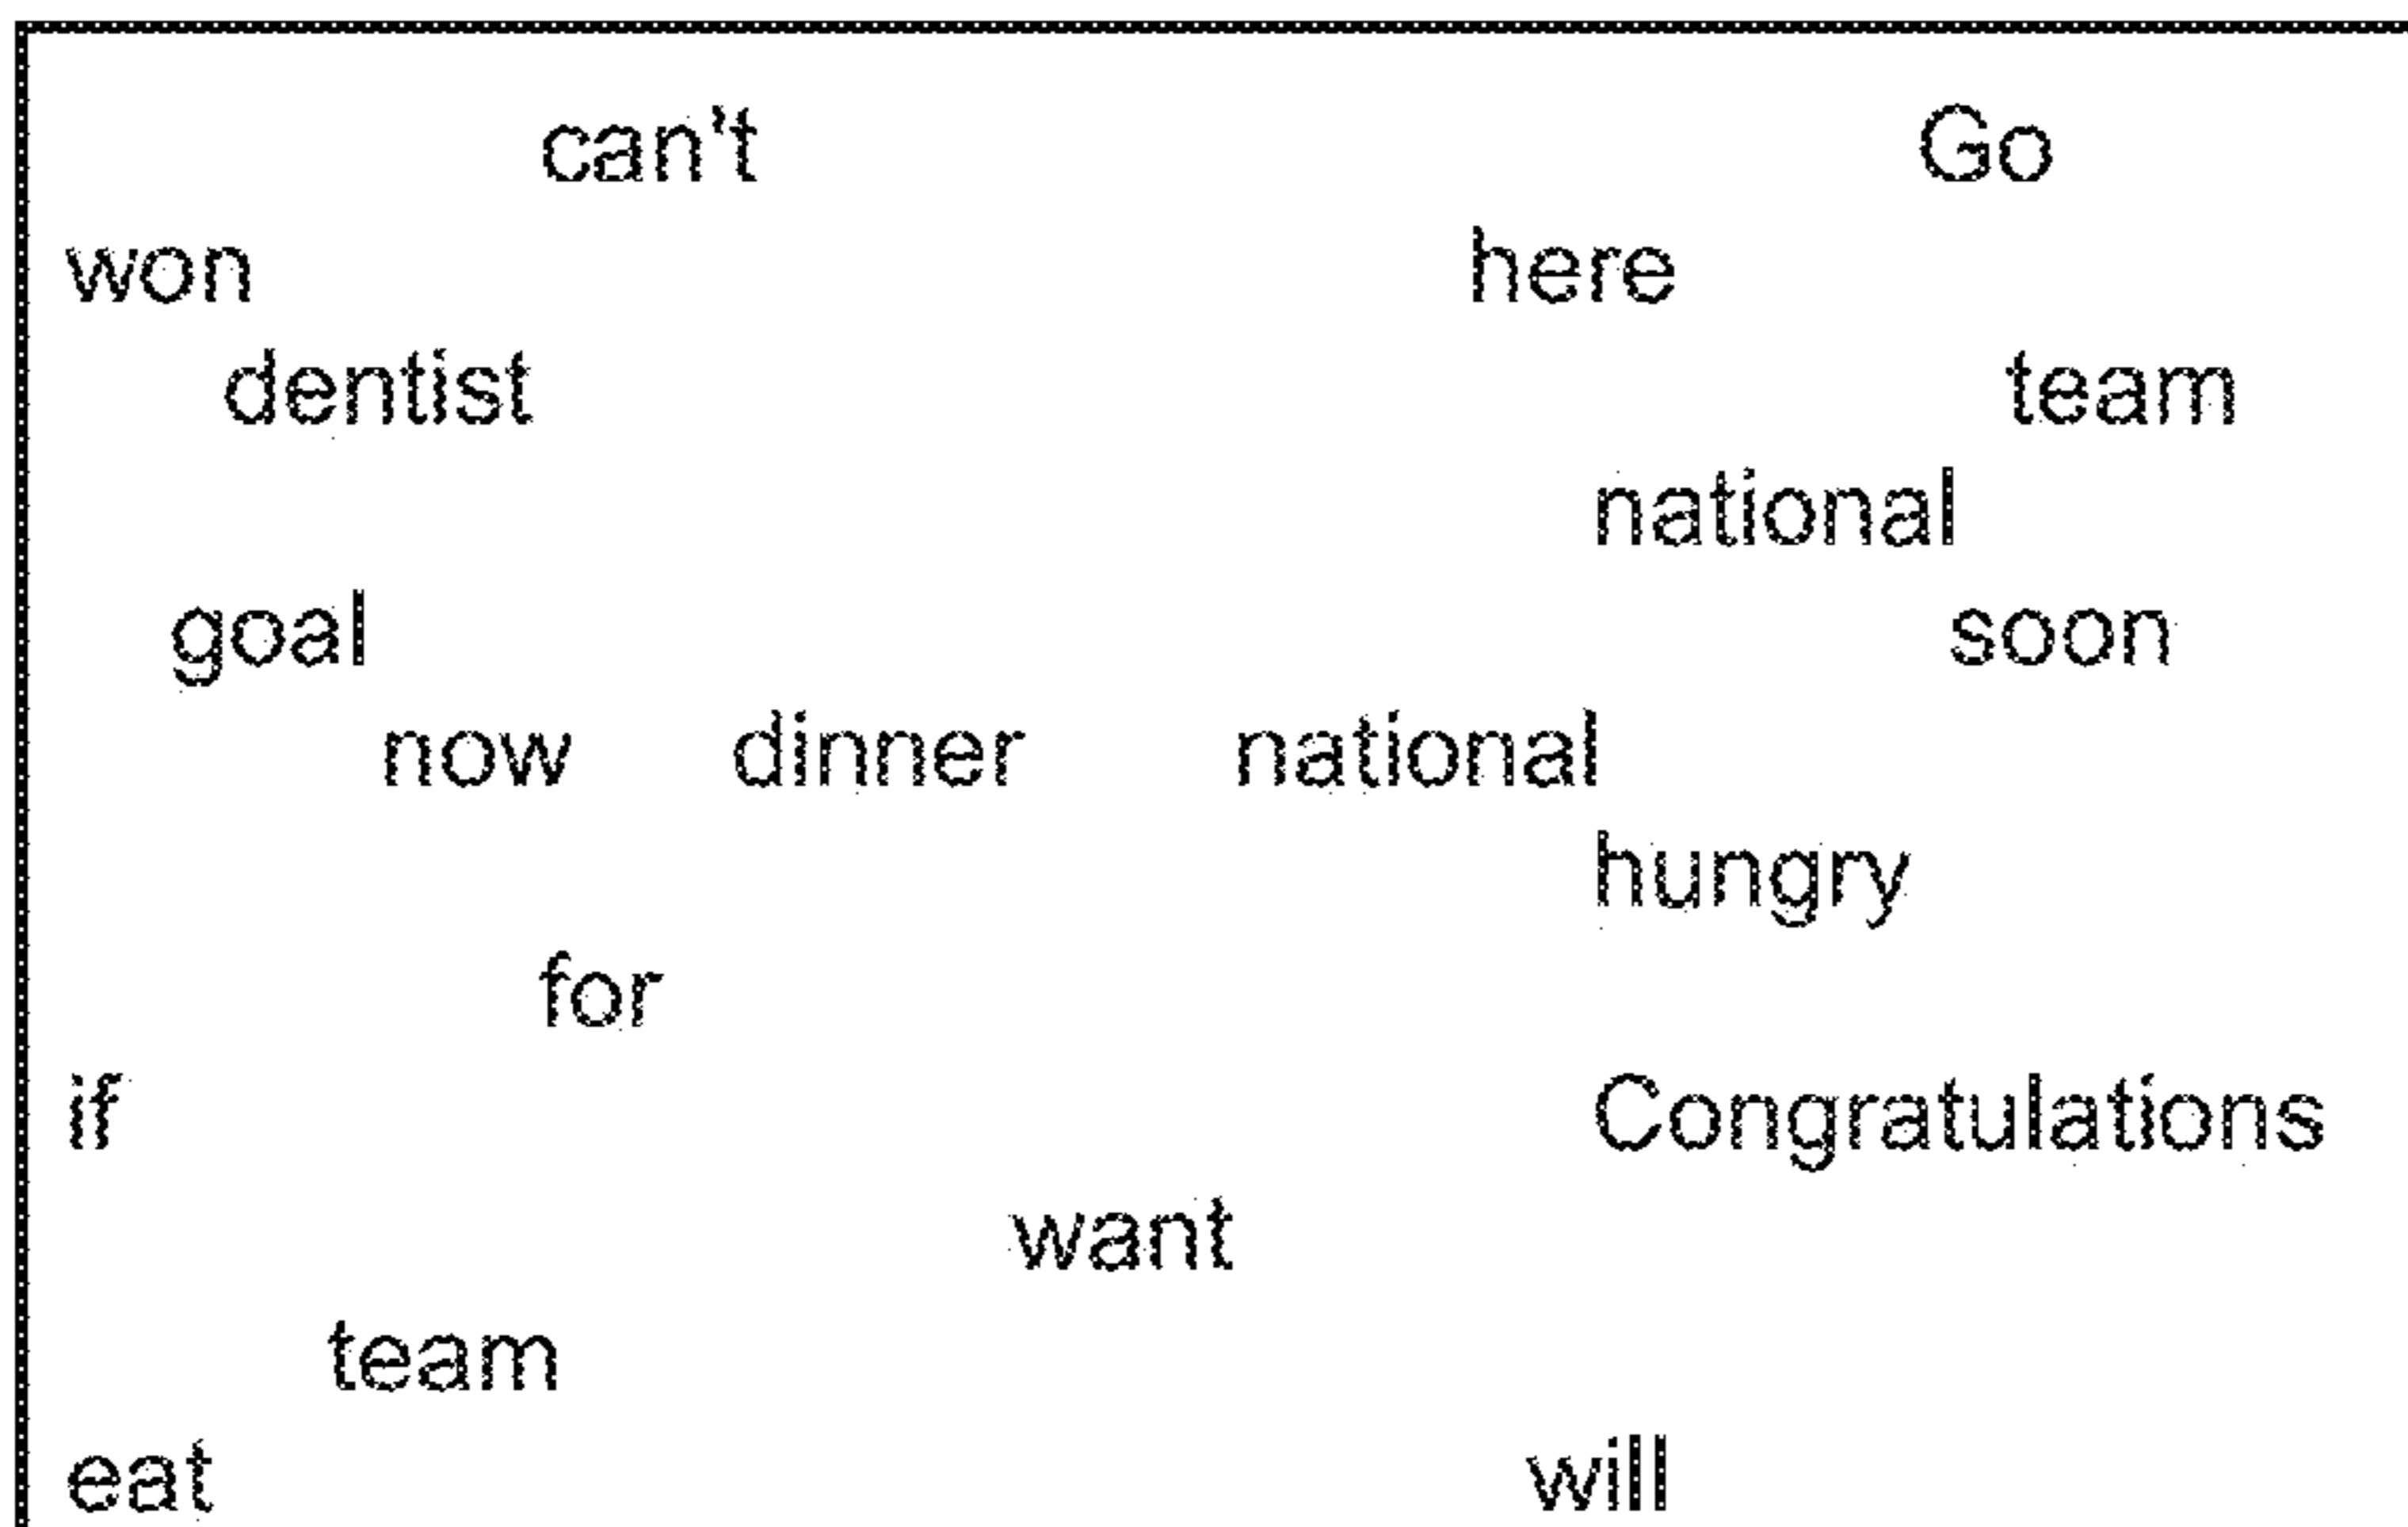 can't Go
won here
dentist team
national
goal soon
now dinner national
hungry
for
if Congratulations
want
team
eat will